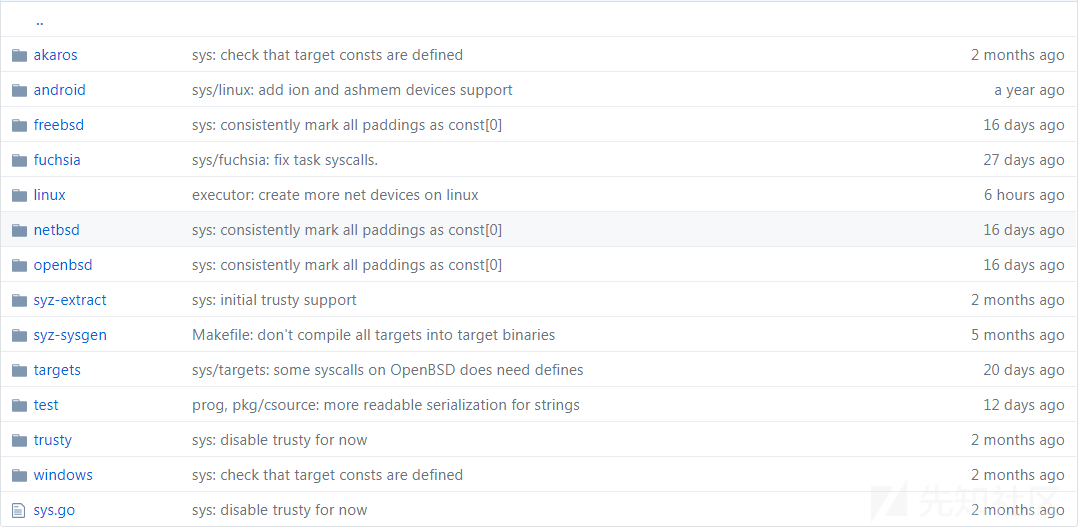 ..
akaros sys: check that target consts are defined 2 months ago
android sys/linux: add ion and ashmem devices support a year ago
freebsd sys: consistently mark all paddings as const[0] 16 days ago
fuchsia sys/fuchsia: fix task syscalls. 27 days ago
linux executor: create more net devices on linux 6 hours ago
netbsd sys: consistently mark all paddings as const[0] 16 days ago
openbsd sys: consistently mark all paddings as const[0] 16 days ago
syz-extract sys: initial trusty support 2 months ago
syz-sysgen Makefile: don't compile all targets into target binaries 5 months ago
targets sys/targets: some syscalls on OpenBSD does need defines 20 days ago
test prog, pkg/csource: more readable serialization for strings 12 days ago
trusty sys: disable trusty for now 2 months ago
windows sys: check that target consts are defined 2 months ago
sys.go sys: disable trusty for now 2 months ago
先知社区